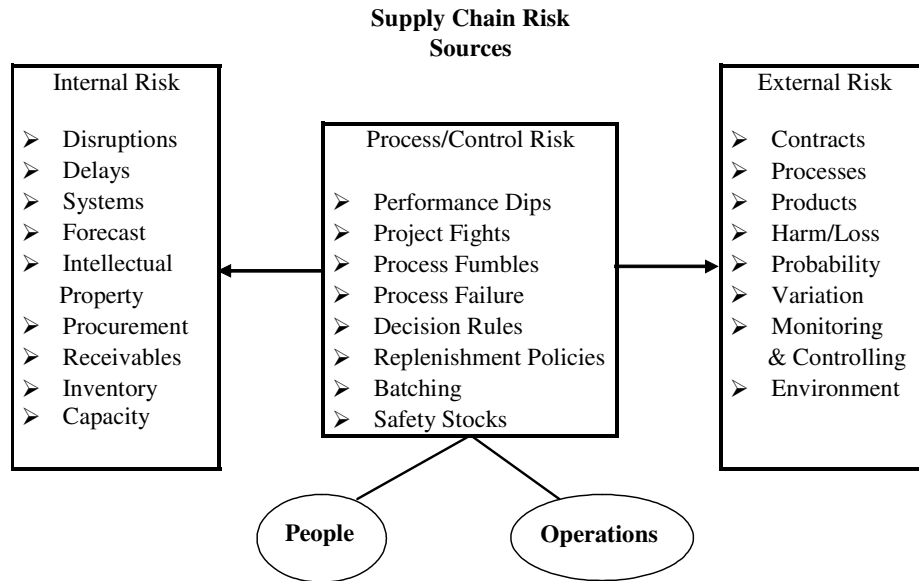 Supply Chain Risk
Sources
Internal Risk
➢ Disruptions
➢ Delays
➢ Systems
➢ Forecast
➢ Intellectual
Property
➢ Procurement
➢ Receivables
➢ Inventory
➢ Capacity
Process/Control Risk
➢ Performance Dips
➢ Project Fights
➢ Process Fumbles
➢ Process Failure
➢ Decision Rules
➢ Replenishment Policies
➢ Batching
➢ Safety Stocks
External Risk
➢ Contracts
➢ Processes
➢ Products
➢ Harm/Loss
➢ Probability
➢ Variation
➢ Monitoring
& Controlling
➢ Environment
People
Operations